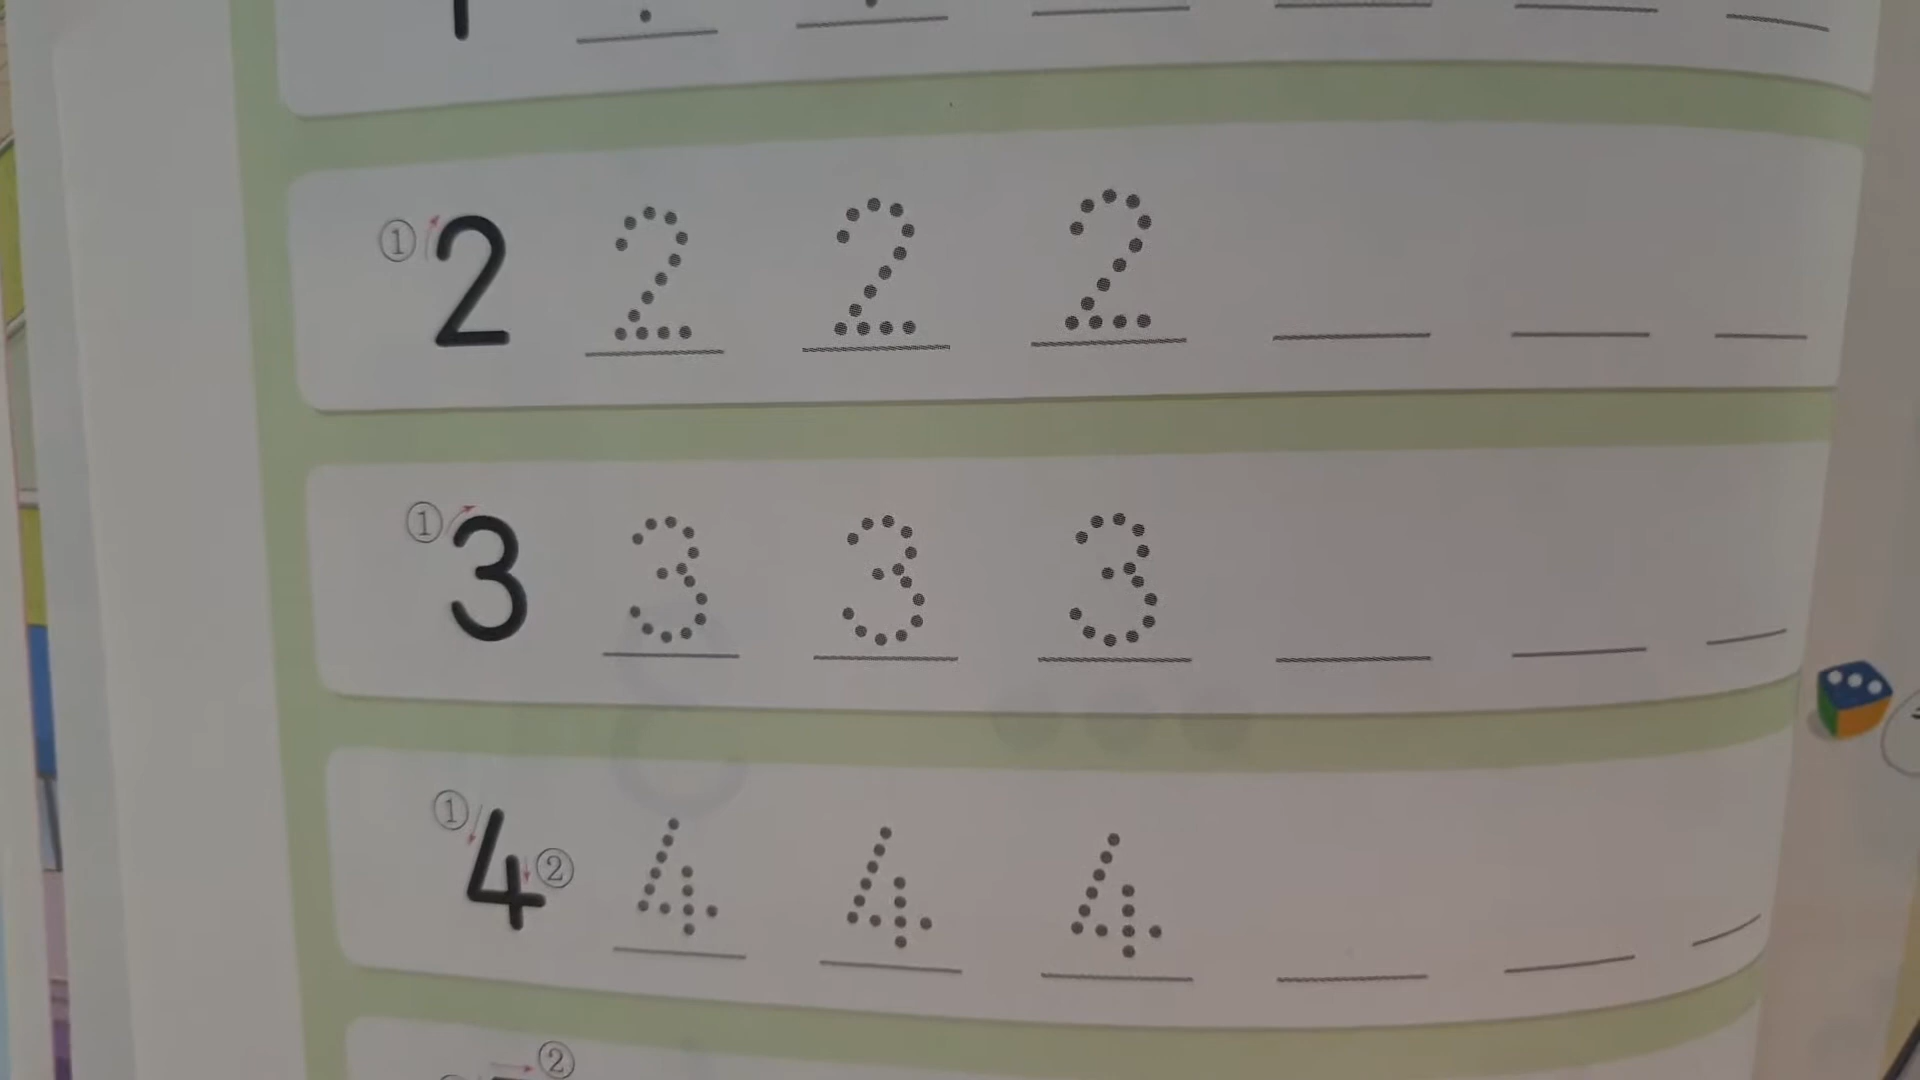 1
① 2 2 2 2
① 3 3 3 3
① 4 ② 4 4 4
②